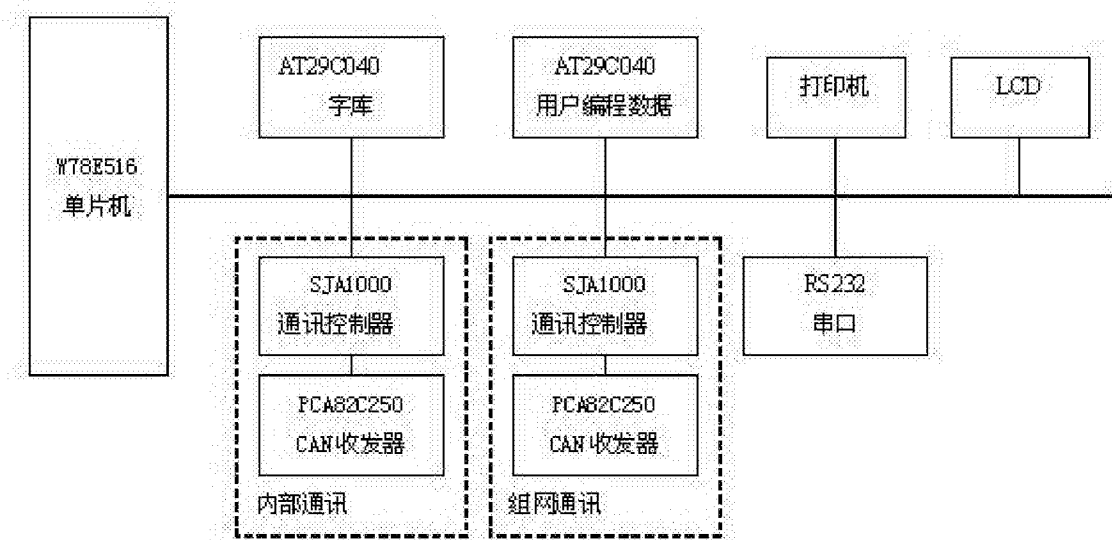 AT29C040
字库
AT29C040
用户编程数据
打印机
LCD
W78E516
单片机
SJA1000
通讯控制器
PCA82C250
CAN收发器
内部通讯
SJA1000
通讯控制器
PCA82C250
CAN收发器
组网通讯
RS232
串口